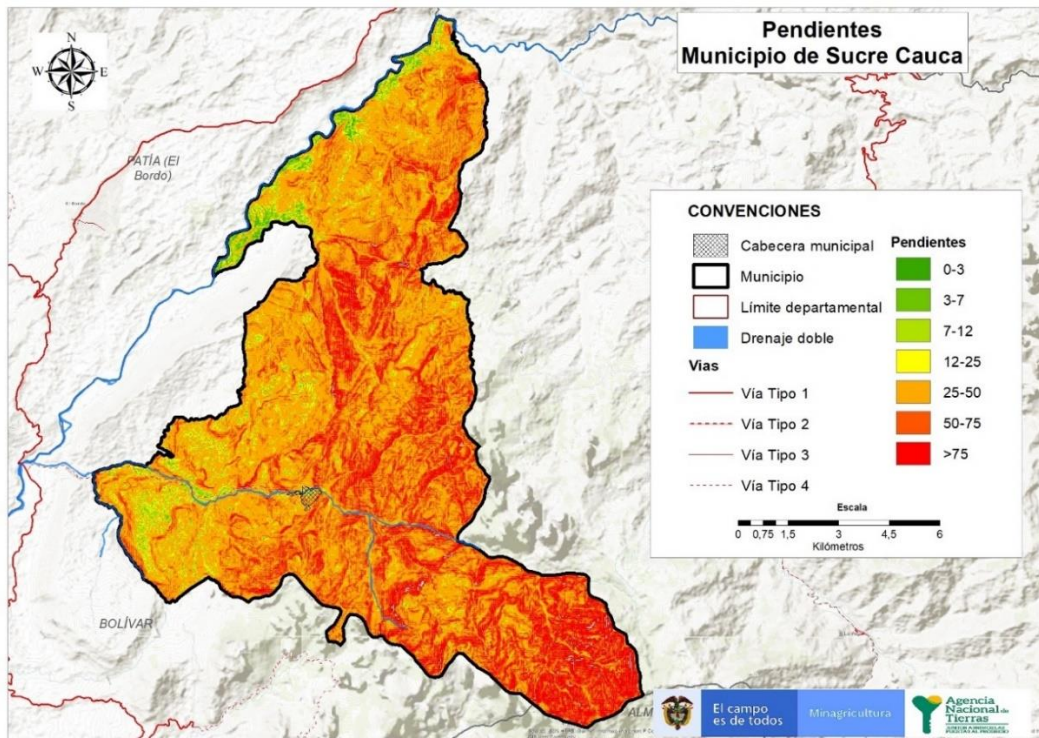 Pendientes
Municipio de Sucre Cauca
N
W
E
S
PATÍA (El
Bordo)
BOLÍVAR
CONVENCIONES
Cabecera municipal
Municipio
Límite departamental
Drenaje doble
Vias
Vía Tipo 1
Vía Tipo 2
Vía Tipo 3
Vía Tipo 4
Pendientes
0-3
3-7
7-12
12-25
25-50
50-75
>75
Escala
0 0,75 1,5 3 4,5 6
Kilómetros
ALM
El campo
es de todos
Minagricultura
Agencia
Nacional de
Tierras